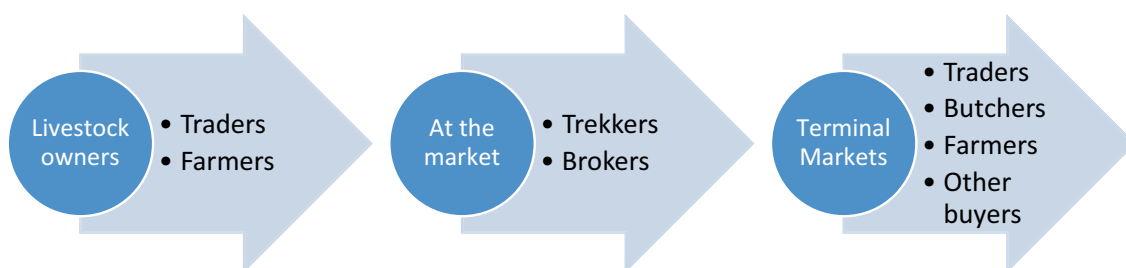 Livestock
owners
• Traders
• Farmers
At the
market
• Trekkers
• Brokers
Terminal
Markets
• Traders
• Butchers
• Farmers
• Other
buyers